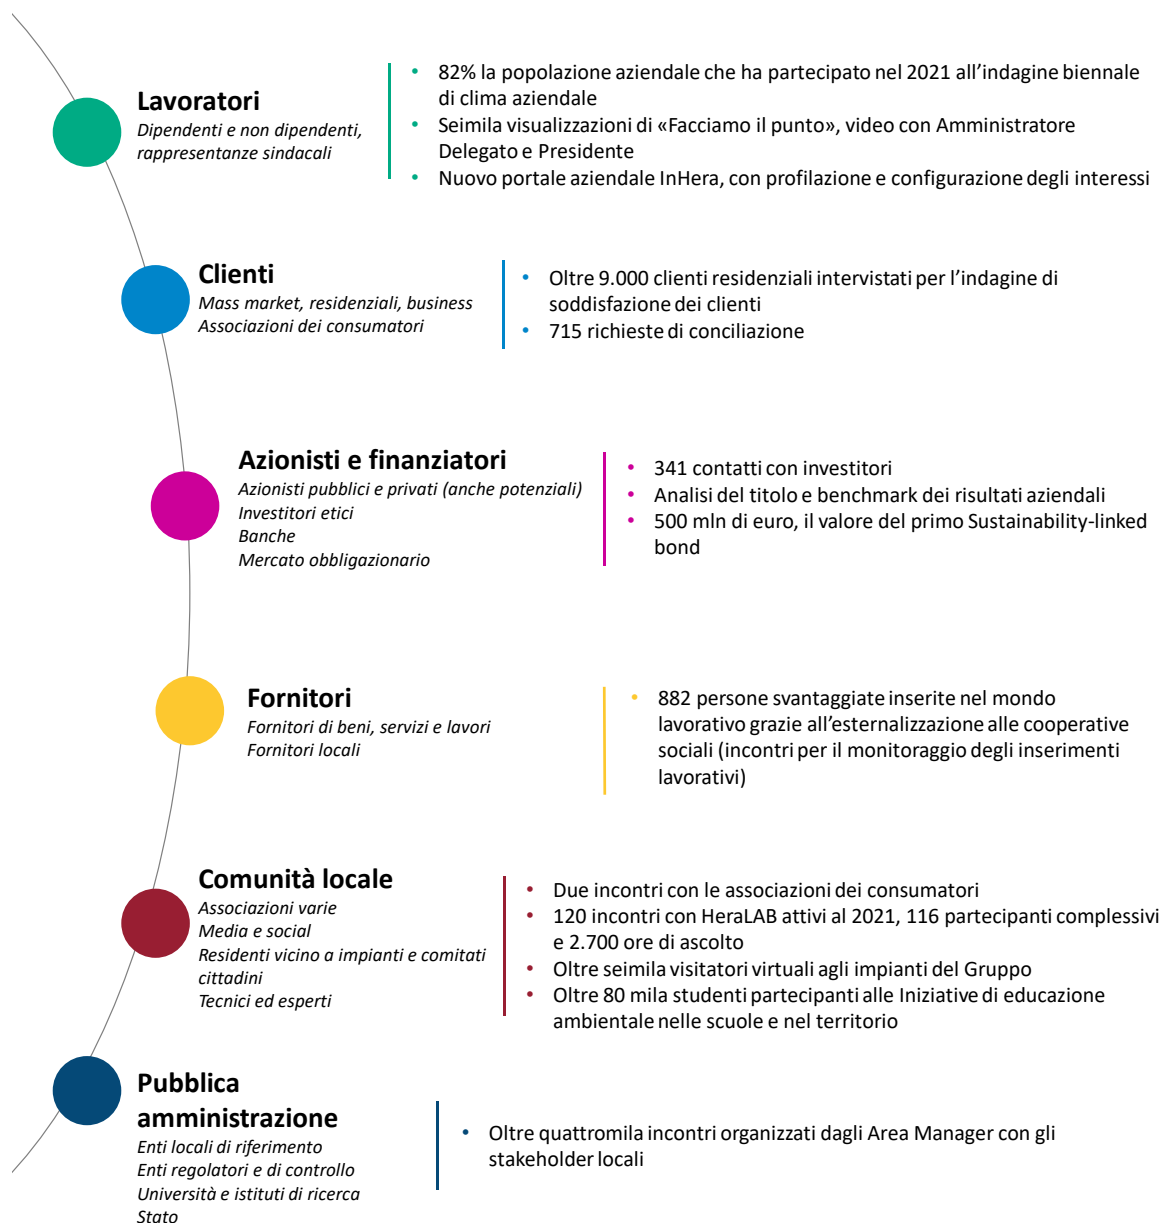 Lavoratori
Dipendenti e non dipendenti,
rappresentanze sindacali
• 82% la popolazione aziendale che ha partecipato nel 2021 all'indagine biennale
di clima aziendale
• Seimila visualizzazioni di «Facciamo il punto», video con Amministratore
Delegato e Presidente
• Nuovo portale aziendale InHera, con profilazione e configurazione degli interessi
Clienti
Mass market, residenziali, business
Associazioni dei consumatori
• Oltre 9.000 clienti residenziali intervistati per l'indagine di
soddisfazione dei clienti
• 715 richieste di conciliazione
Azionisti e finanziatori
Azionisti pubblici e privati (anche potenziali)
Investitori etici
Banche
Mercato obbligazionario
• 341 contatti con investitori
• Analisi del titolo e benchmark dei risultati aziendali
• 500 mln di euro, il valore del primo Sustainability-linked
bond
Fornitori
Fornitori di beni, servizi e lavori
Fornitori locali
• 882 persone svantaggiate inserite nel mondo
lavorativo grazie all'esternalizzazione alle cooperative
sociali (incontri per il monitoraggio degli inserimenti
lavorativi)
Comunità locale
Associazioni varie
Media e social
Residenti vicino a impianti e comitati
cittadini
Tecnici ed esperti
• Due incontri con le associazioni dei consumatori
• 120 incontri con HeraLAB attivi al 2021, 116 partecipanti complessivi
e 2.700 ore di ascolto
• Oltre seimila visitatori virtuali agli impianti del Gruppo
• Oltre 80 mila studenti partecipanti alle Iniziative di educazione
ambientale nelle scuole e nel territorio
Pubblica
amministrazione
Enti locali di riferimento
Enti regolatori e di controllo
Università e istituti di ricerca
Stato
• Oltre quattromila incontri organizzati dagli Area Manager con gli
stakeholder locali